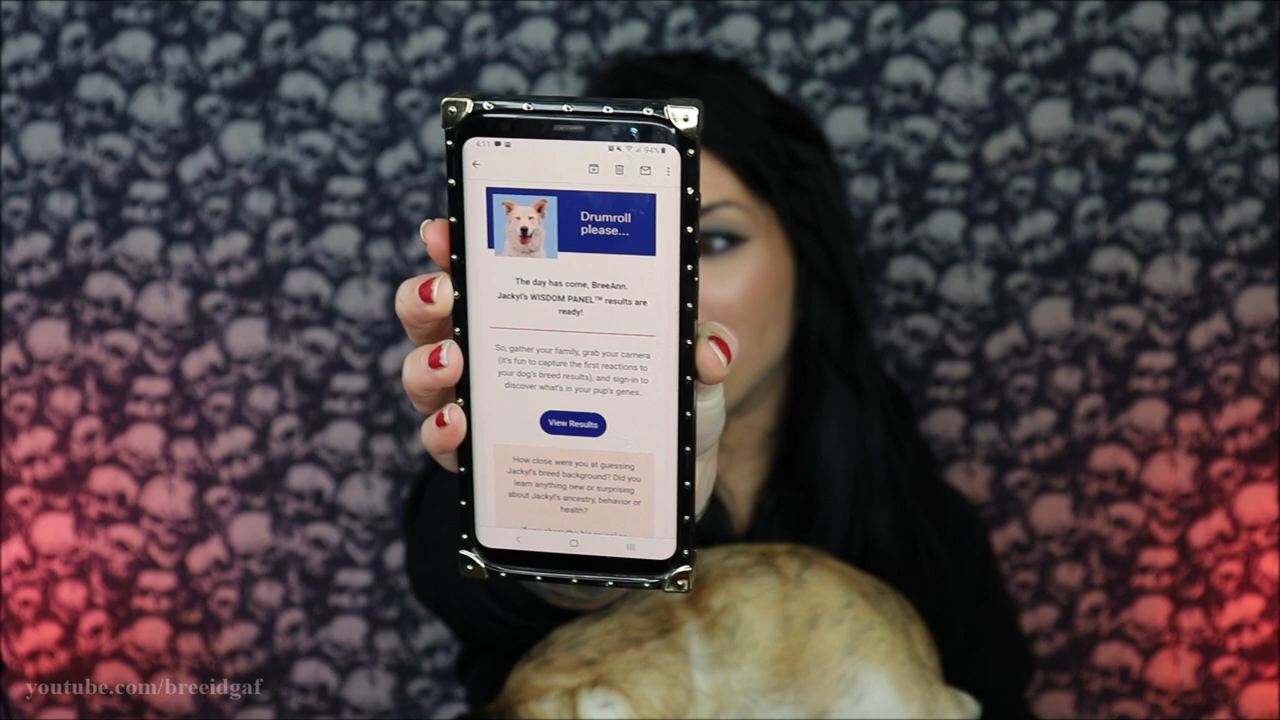 4:11
94%
Drumroll
please...
The day has come, BreeAnn.
Jackyl's WISDOM PANEL™ results are
ready!
So, gather your family, grab your camera
(it's fun to capture the first reactions to
your dog's breed results), and sign-in to
discover what's in your pup's genes.
View Results
How close were you at guessing
Jackyl's breed background? Did you
learn anything new or surprising
about Jackyl's ancestry, behavior or
health?
youtube.com/breeidgaf